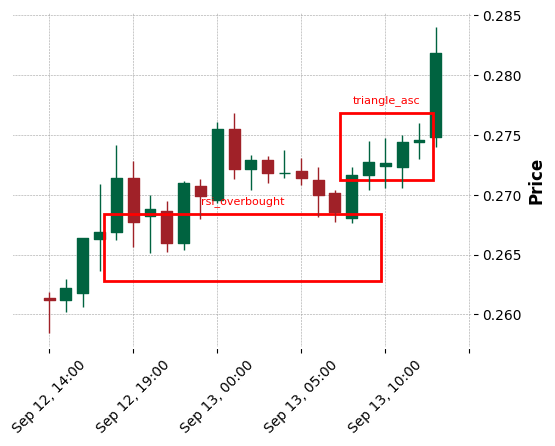 0.285
0.280
triangle_asc
0.275
Price
0.270
rsi_overbought
0.265
0.260
Sep 12, 14:00
Sep 12, 19:00
Sep 13, 00:00
Sep 13, 05:00
Sep 13, 10:00